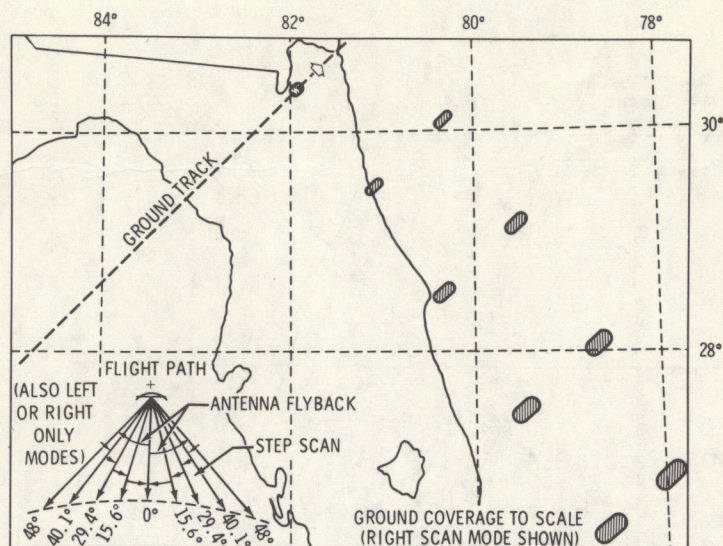 84°
82°
80°
78°
30°
GROUND TRACK
28°
FLIGHT PATH
(ALSO LEFT
OR RIGHT
ONLY
MODES)
ANTENNA FLYBACK
STEP SCAN
48°
40.1°
29.4°
15.6°
0°
15.6°
29.4°
40.1°
48°
GROUND COVERAGE TO SCALE
(RIGHT SCAN MODE SHOWN)